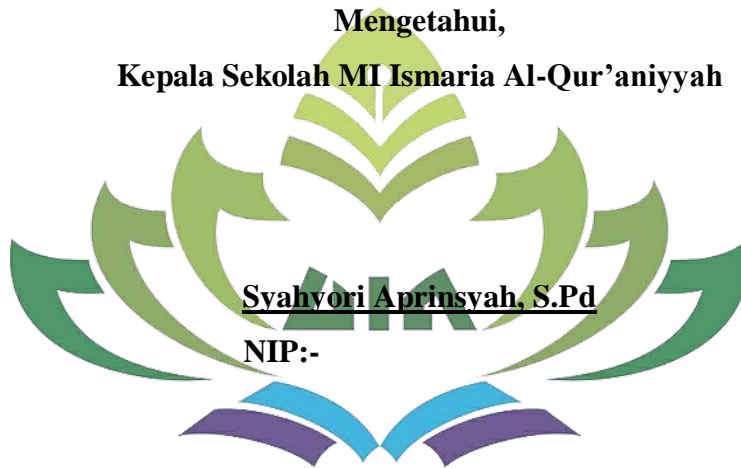 Mengetahui,
Kepala Sekolah MI Ismaria Al-Qur’aniyyah
Syahyori Aprinsyah, S.Pd
NIP:-